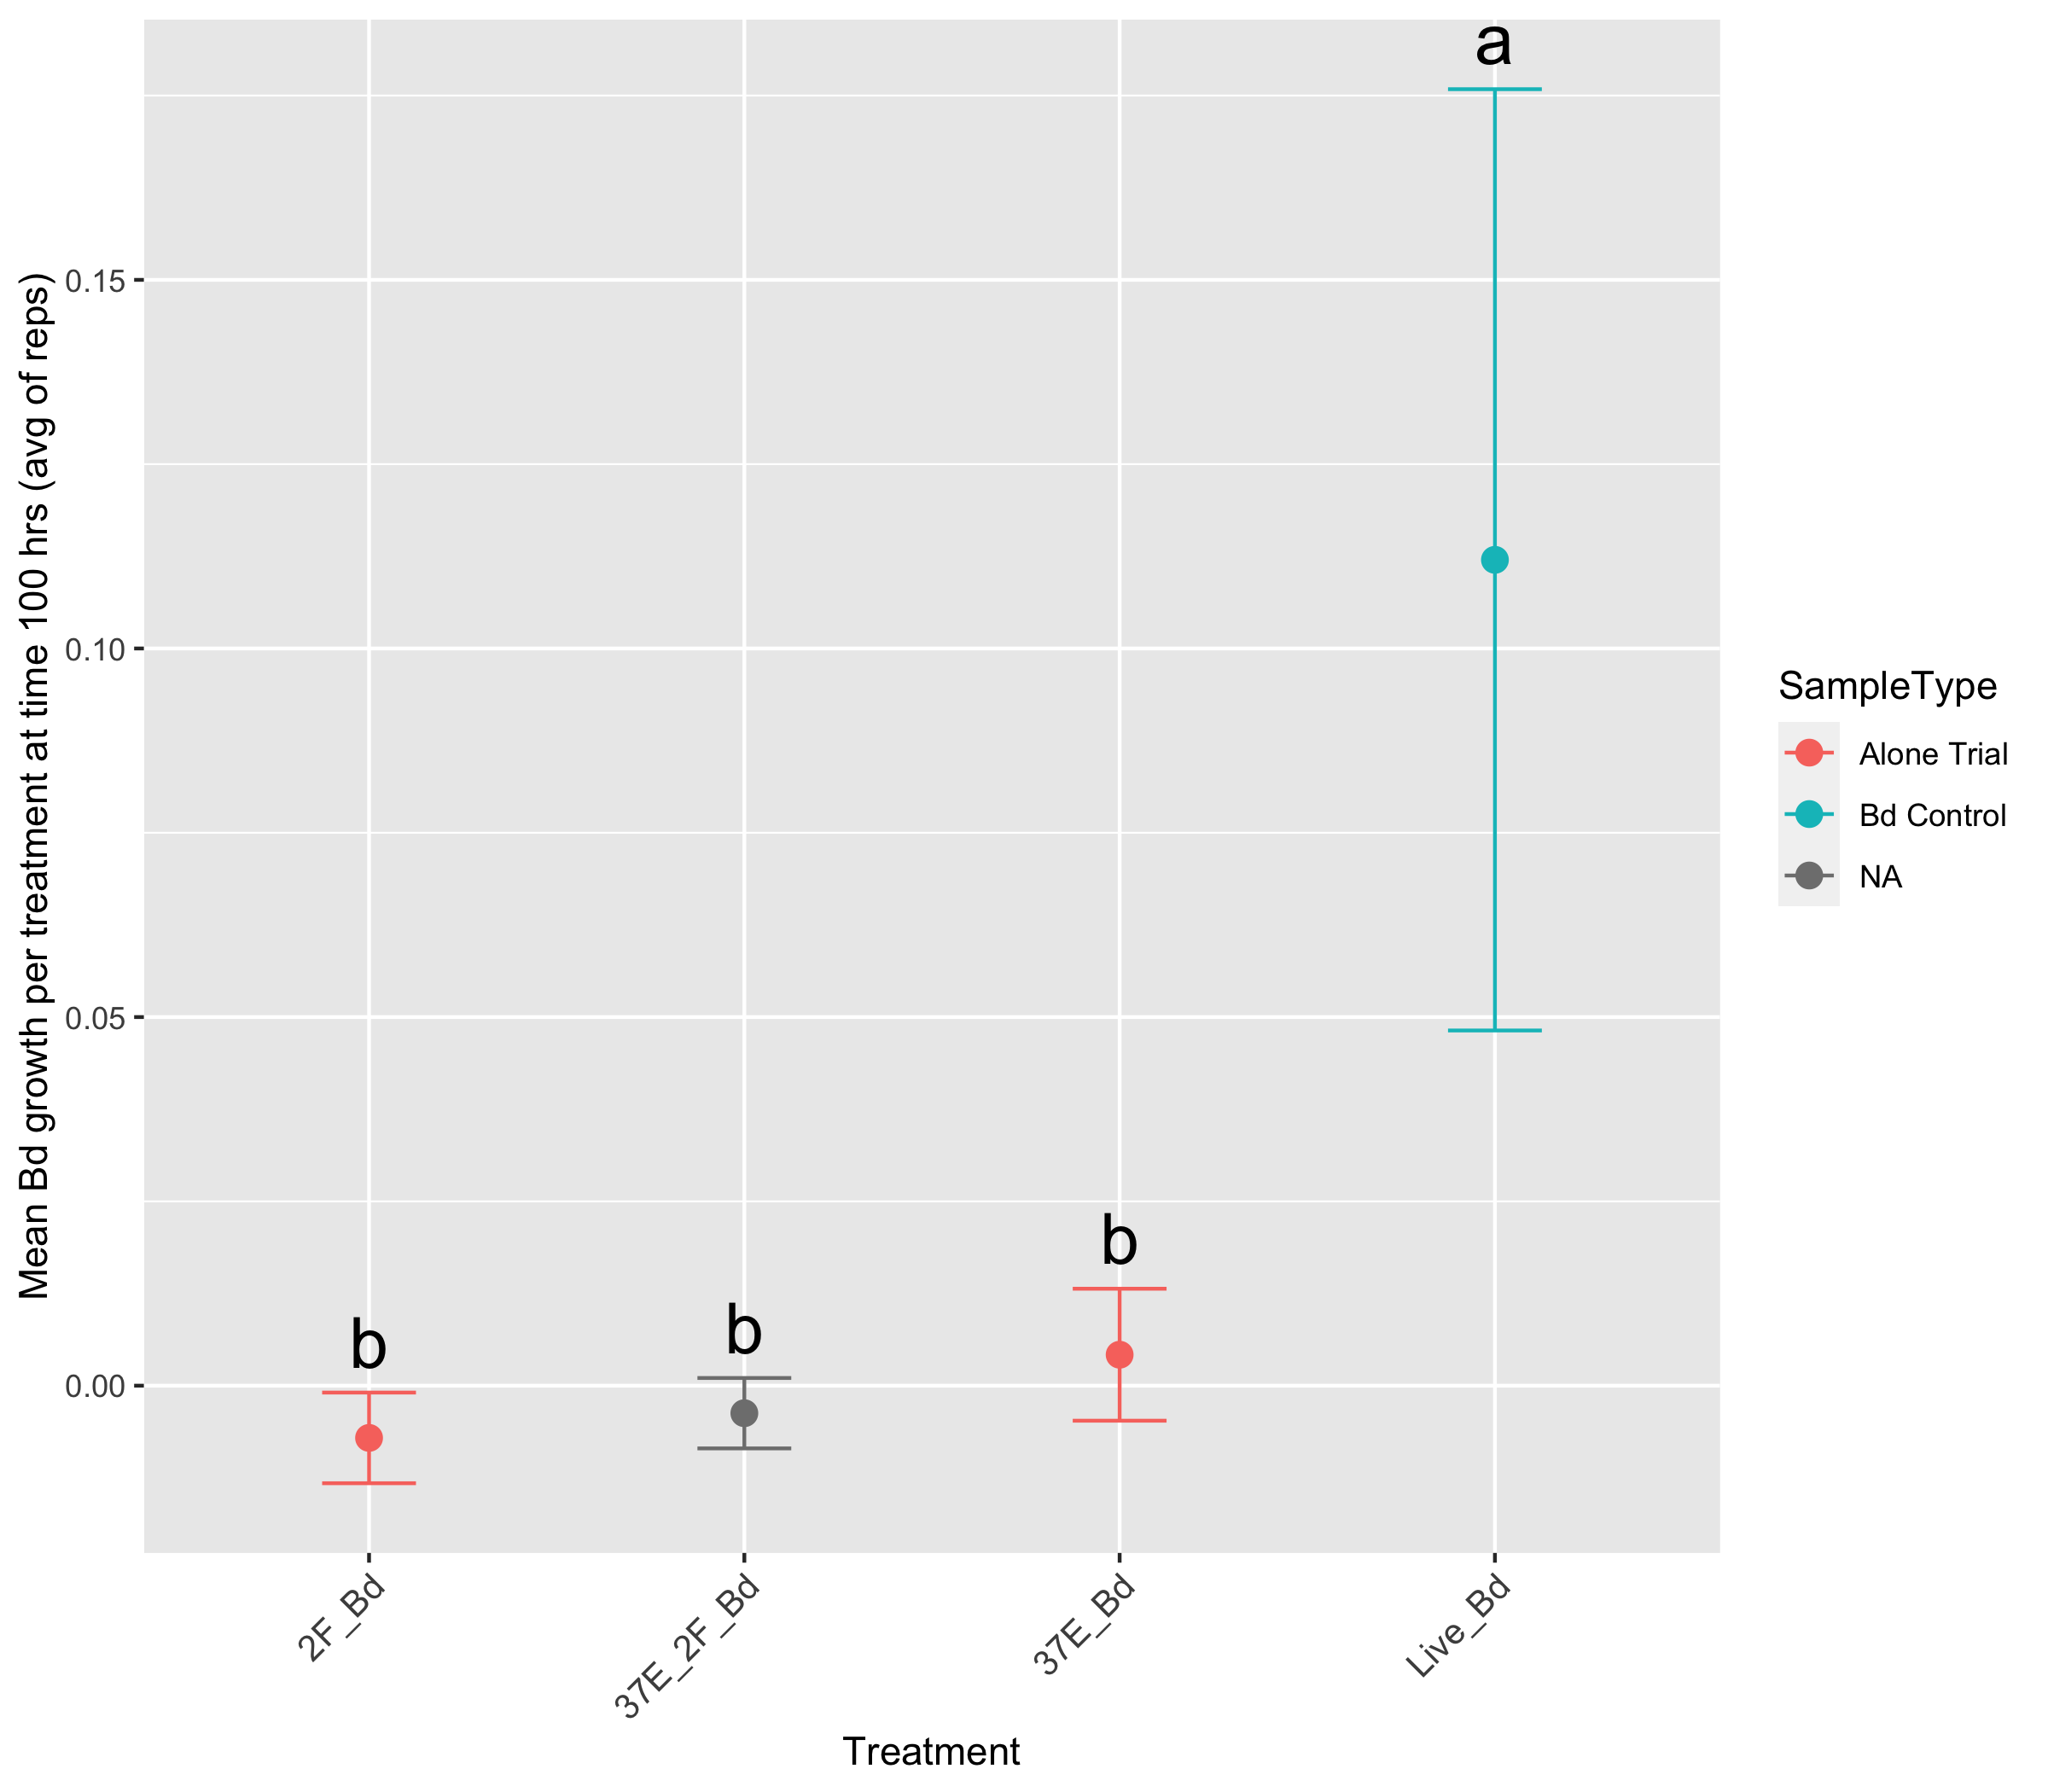 Mean Bd growth per treatment at time 100 hrs (avg of reps)
0.15
0.10
0.05
0.00
a
b
b
b
2F_Bd
37E_2F_Bd
37E_Bd
Live_Bd
Treatment
SampleType
Alone Trial
Bd Control
NA